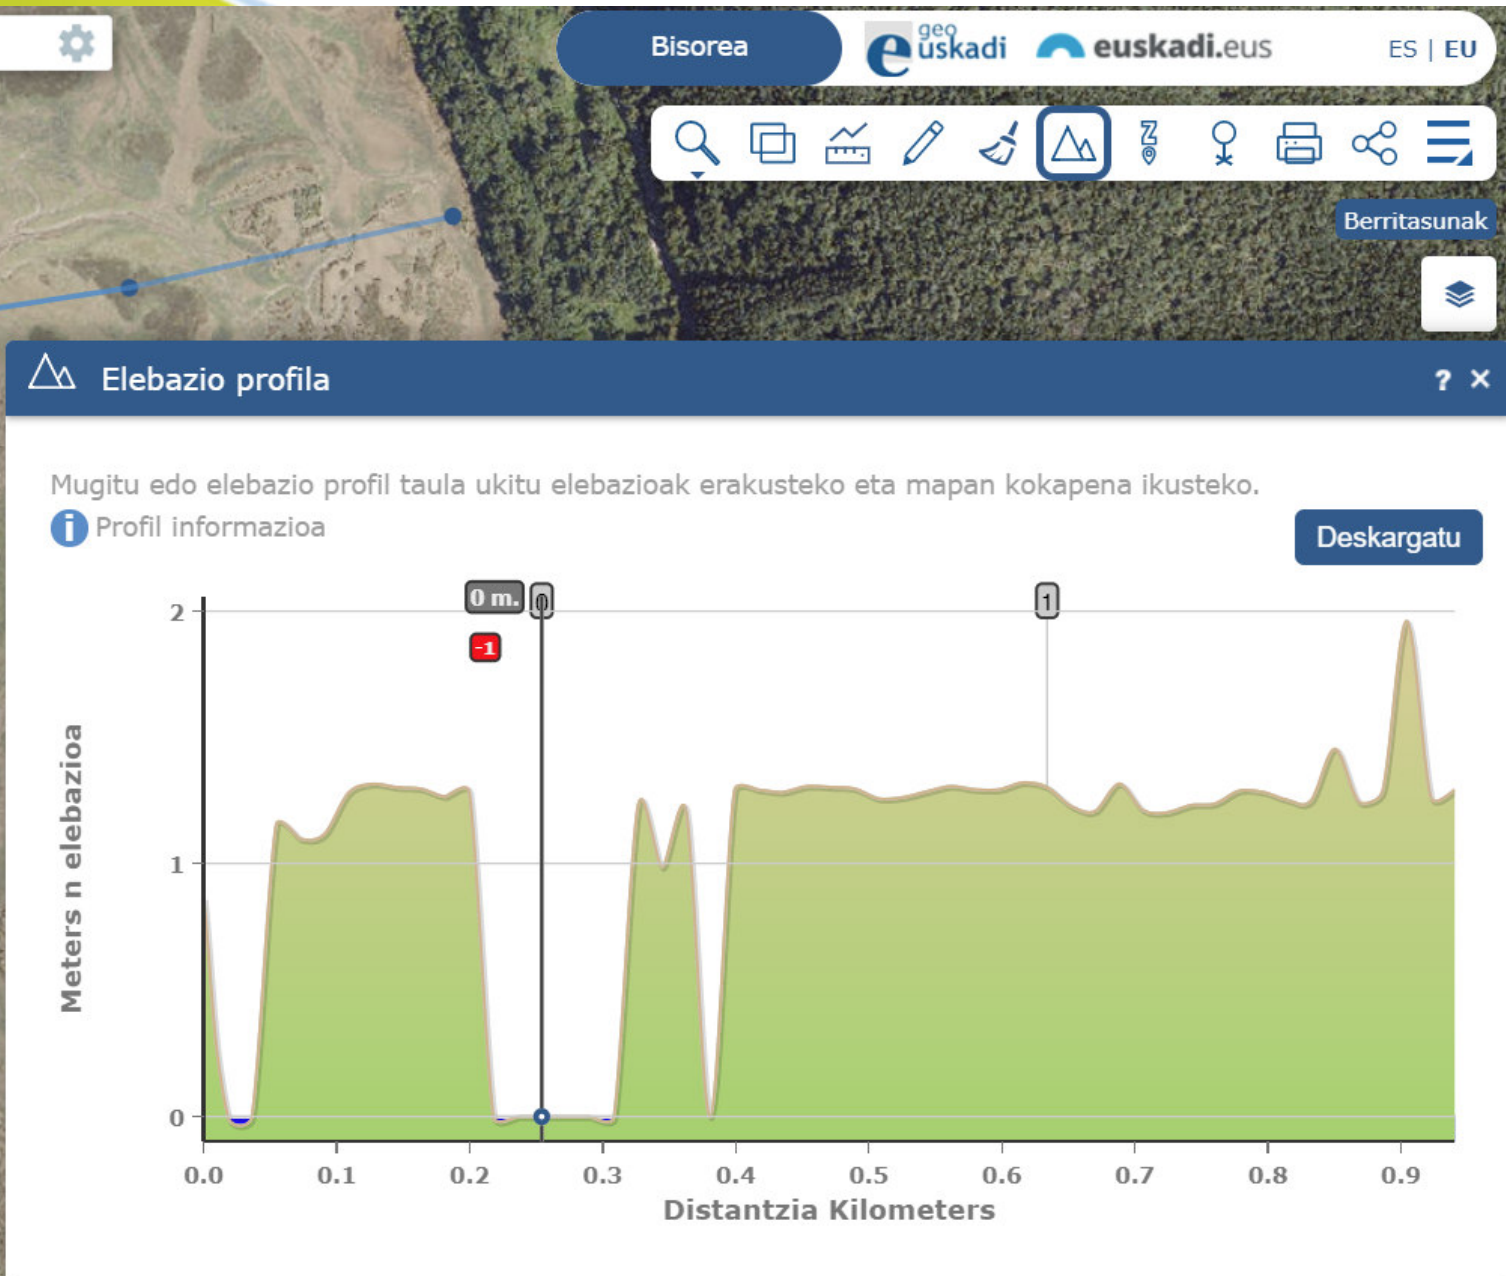 Bisorea
geo
euskadi
euskadi.eus
ES | EU
Z
Berritasunak
Elebazio profila
? ×
Mugitu edo elebazio profil taula ukitu elebazioak erakusteko eta mapan kokapena ikusteko.
i Profil informazioa
Deskargatu
0 m.
0
1
-1
2
1
0
Meters n elebazioa
0.0 0.1 0.2 0.3 0.4 0.5 0.6 0.7 0.8 0.9
Distantzia Kilometers